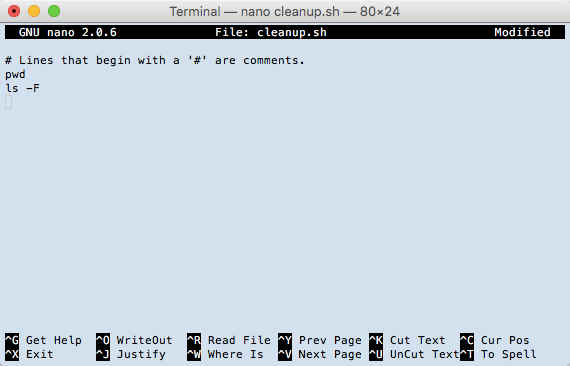 Terminal — nano cleanup.sh — 80×24
GNU nano 2.0.6 File: cleanup.sh Modified
# Lines that begin with a '#' are comments.
pwd
ls -F
^G Get Help ^O WriteOut ^R Read File ^Y Prev Page ^K Cut Text ^C Cur Pos
^X Exit ^J Justify ^W Where Is ^V Next Page ^U UnCut Text ^T To Spell